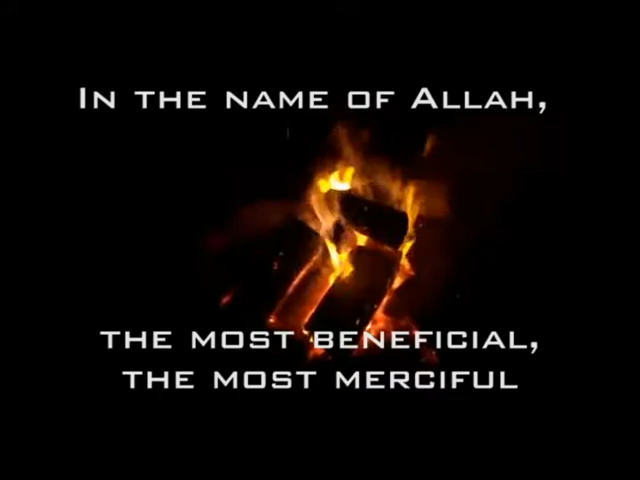 In the name of Allah,
the most beneficial,
the most merciful